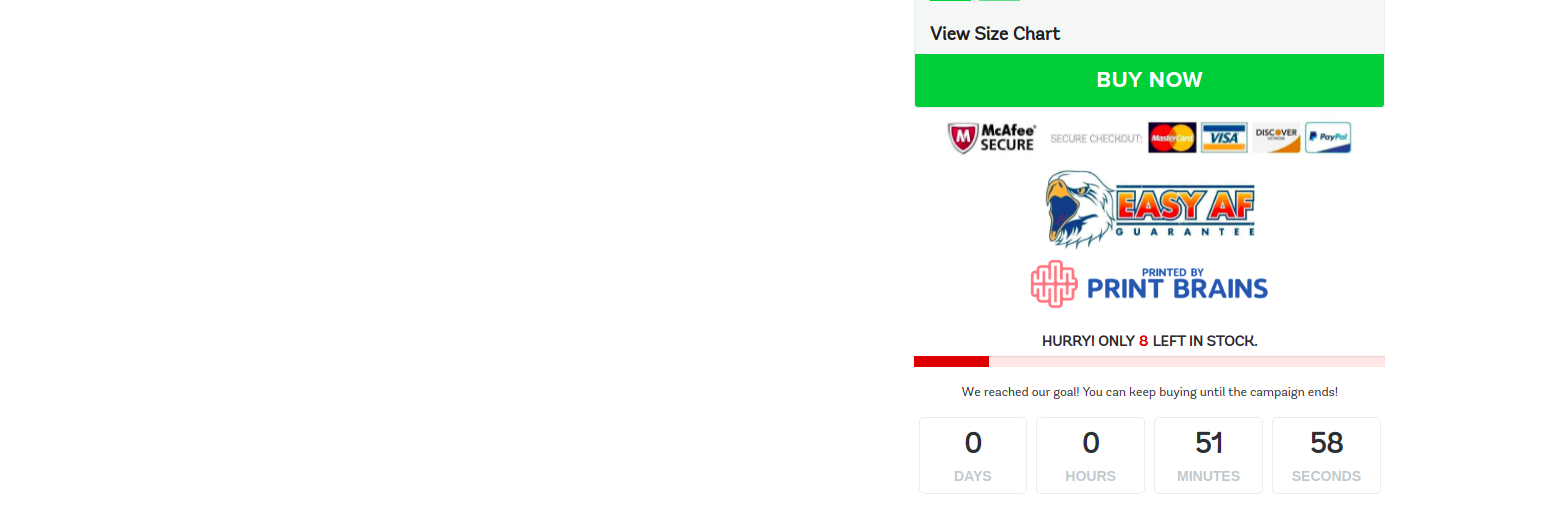 View Size Chart
BUY NOW
McAfee®
SECURE
SECURE CHECKOUT:
MasterCard
VISA
DISCOVER
NETWORK
PayPal
EASY AF
GUARANTEE
PRINTED BY
PRINT BRAINS
HURRY! ONLY 8 LEFT IN STOCK.
We reached our goal! You can keep buying until the campaign ends!
0 0 51 58
DAYS HOURS MINUTES SECONDS